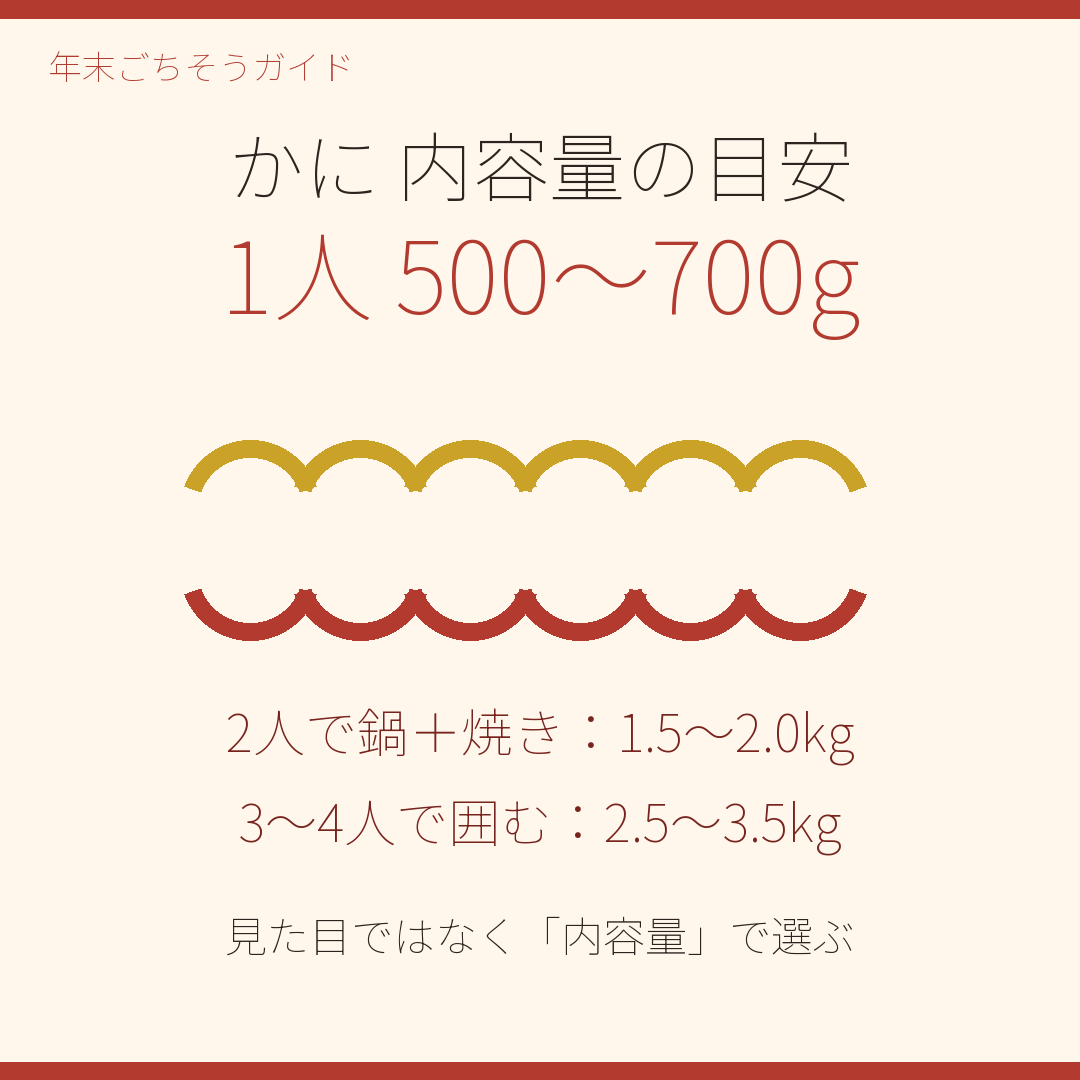 年末ごちそうガイド
かに 内容量の目安
1人 500〜700g
2人で鍋＋焼き：1.5〜2.0kg
3〜4人で囲む：2.5〜3.5kg
見た目ではなく「内容量」で選ぶ